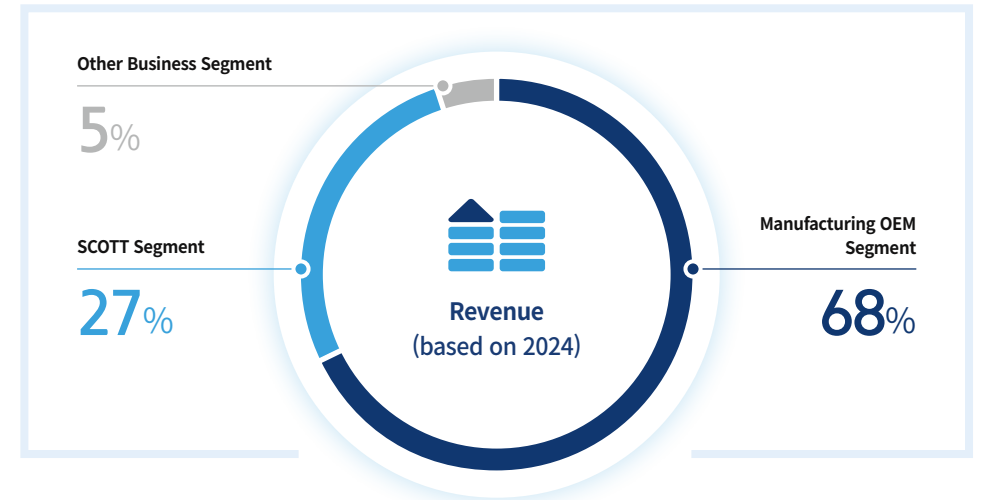 Other Business Segment
5%
SCOTT Segment
27%
Manufacturing OEM
Segment
68%
Revenue
(based on 2024)